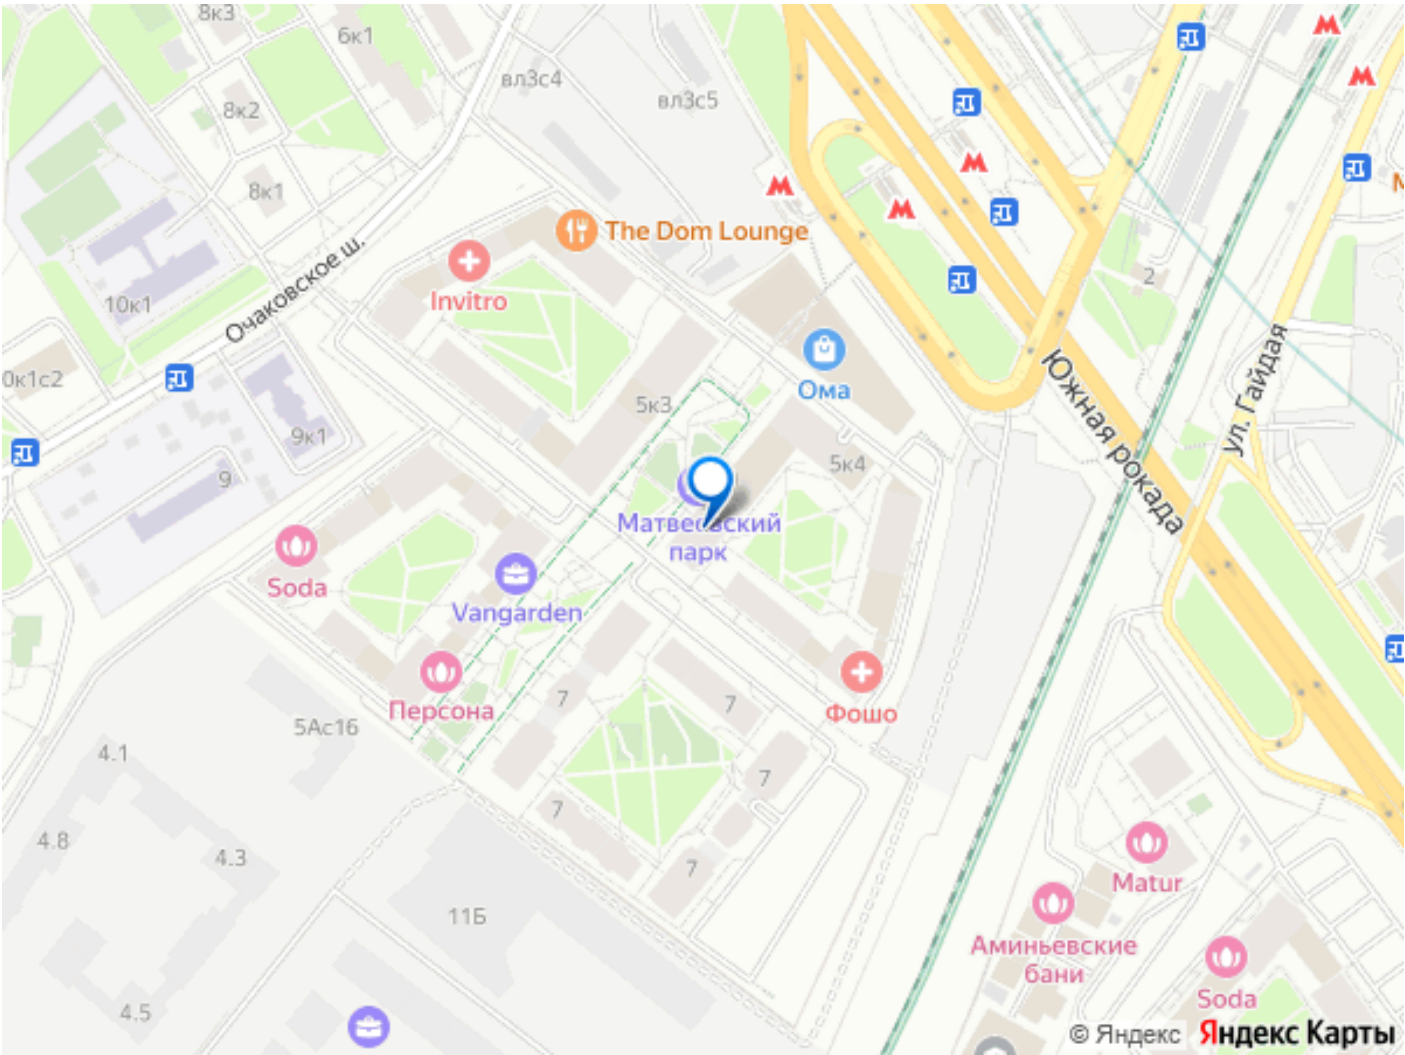 8к3
6к1
вл3с4
вл3с5
8к2
8к1
The Dom Lounge
Invitro
10к1
Очаковское ш.
2
Ома
0к1с2
5к3
9к1
9
5к4
Южная рокада
ул. Гайдая
Матвеевский
парк
Soda
Vangarden
Персона
7
7
Фошо
5Ас16
4.1
7
7
4.8
4.3
7
Matur
11Б
Аминьевские
бани
Soda
4.5
© Яндекс Яндекс Карты